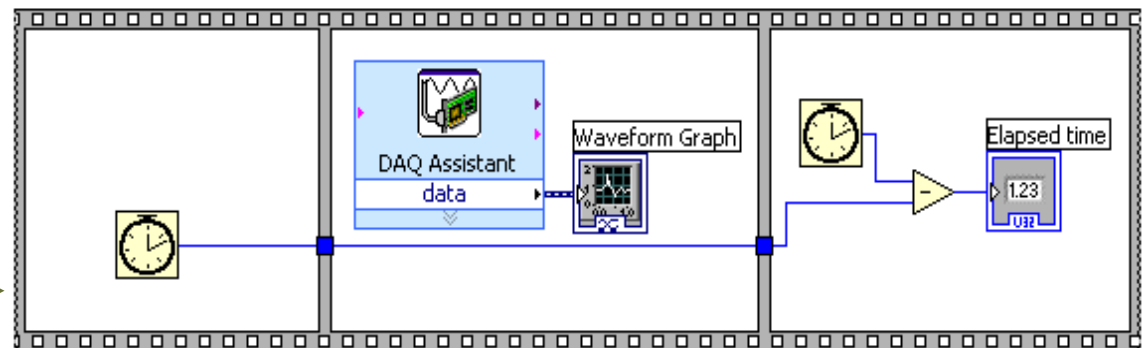 DAQ Assistant
data
Waveform Graph
Elapsed time
1.23
U32